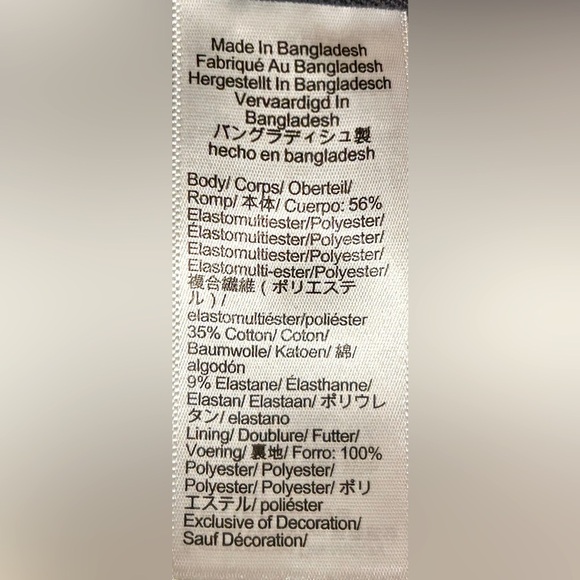 Made In Bangladesh
Fabriqué Au Bangladesh
Hergestellt In Bangladesch
Vervaardigd In
Bangladesh
バングラディシュ製
hecho en bangladesh
Body/ Corps/ Oberteil/
Romp/ 本体/ Cuerpo: 56%
Elastomultiester/Polyester/
Élastomultiester/Polyester/
Elastomultiester/Polyester/
Elastomulti-ester/Polyester/
複合繊維 ( ポリエステ
ル ) /
elastomultiéster/poliéster
35% Cotton/ Coton/
Baumwolle/ Katoen/ 綿/
algodón
9% Elastane/ Élasthanne/
Elastan/ Elastaan/ ポリウレ
タン/ elastano
Lining/ Doublure/ Futter/
Voering/ 裏地/ Forro: 100%
Polyester/ Polyester/
Polyester/ Polyester/ ポリ
エステル/ poliéster
Exclusive of Decoration/
Sauf Décoration/